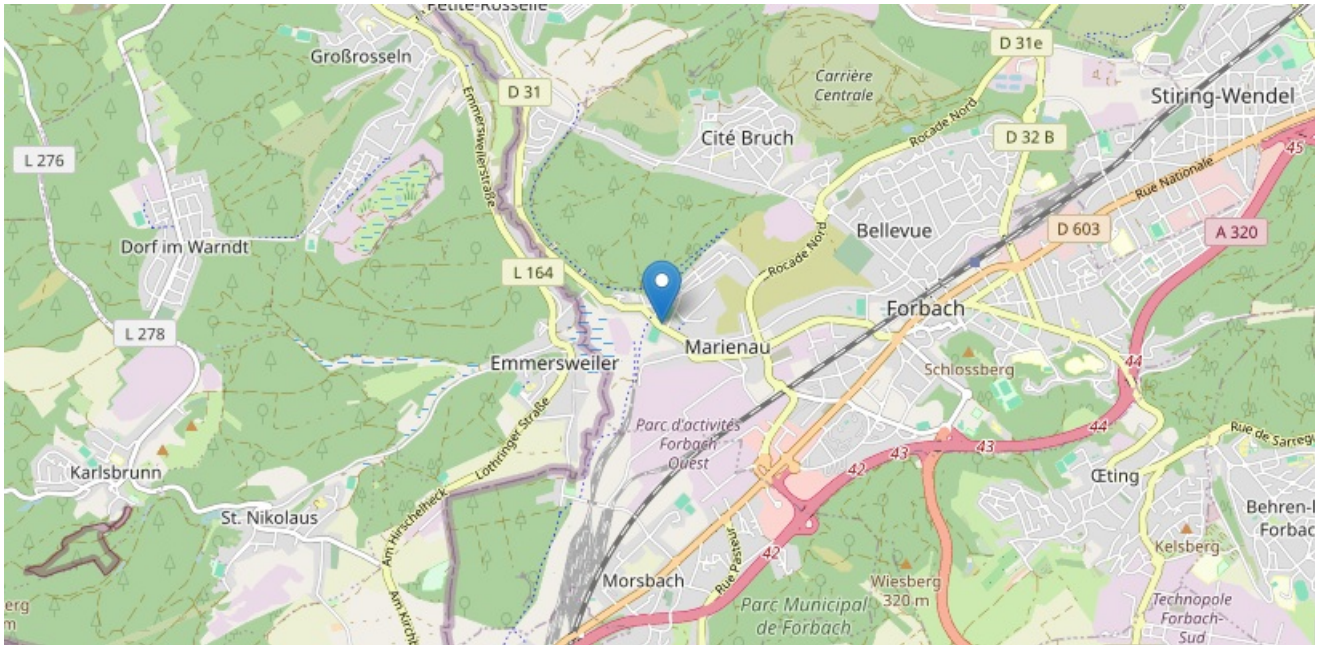 Petite-Rosselle
Großrosseln
D 31e
Carrière
Centrale
Stiring-Wendel
D 31
Emmersweilerstraße
Cité Bruch
Rocade Nord
D 32 B
L 276
Rue Nationale
45
Dorf im Warndt
Bellevue
D 603
A 320
L 164
Rocade Nord
Forbach
L 278
Marienau
Emmersweiler
Schlossberg
44
Lothringer Straße
Parc d'activités
Forbach
Ouest
44
Rue de Sarregu
43
43
42
Karlsbrunn
Œting
Am Hirschelheck
St. Nikolaus
Behren-l
Forbac
Rue Pasteur
42
Kelsberg
Morsbach
Wiesberg
320 m
erg
m
Am Kirchb
Parc Municipal
de Forbach
Technopole
Forbach-
Sud